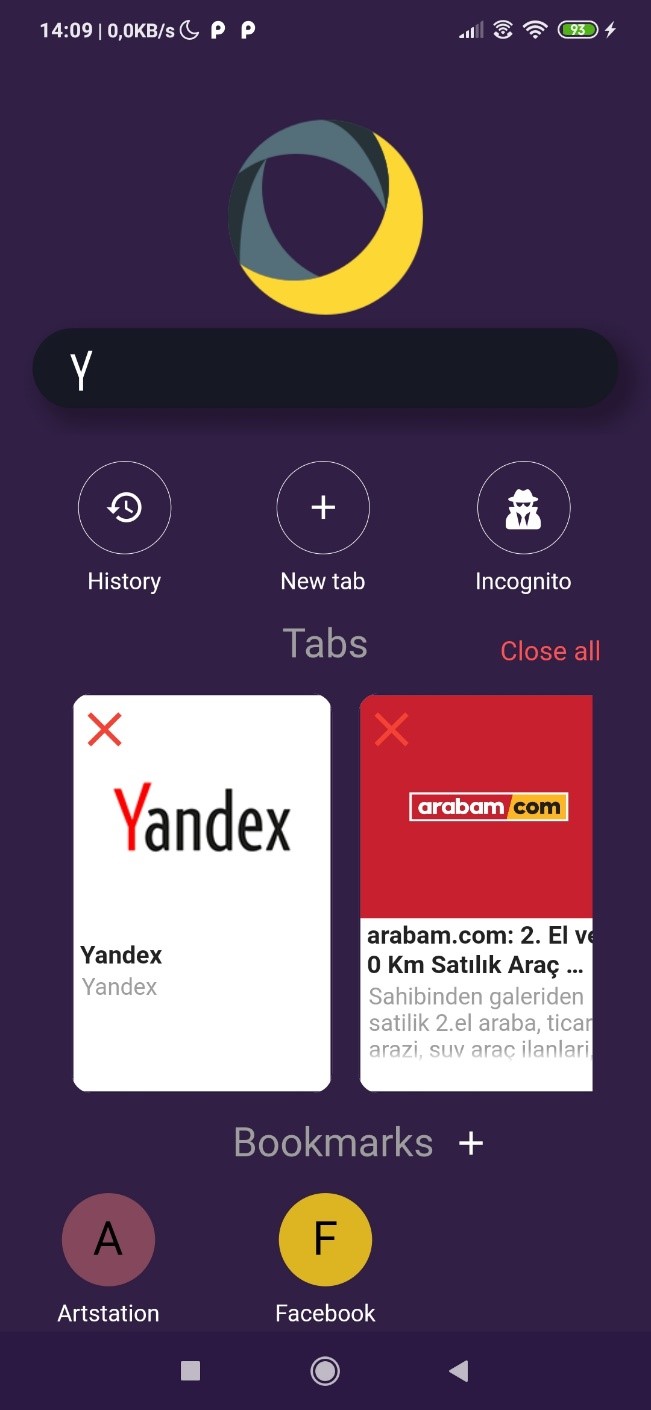 14:09 | 0,0KB/s
93
Y
History
New tab
Incognito
Tabs
Close all
Yandex
Yandex
Yandex
arabam com
arabam.com: 2. El ve
0 Km Satılık Araç ...
Sahibinden galeriden
satilik 2.el araba, ticar
arazi, suv araç ilanlari,
Bookmarks +
A
F
Artstation
Facebook